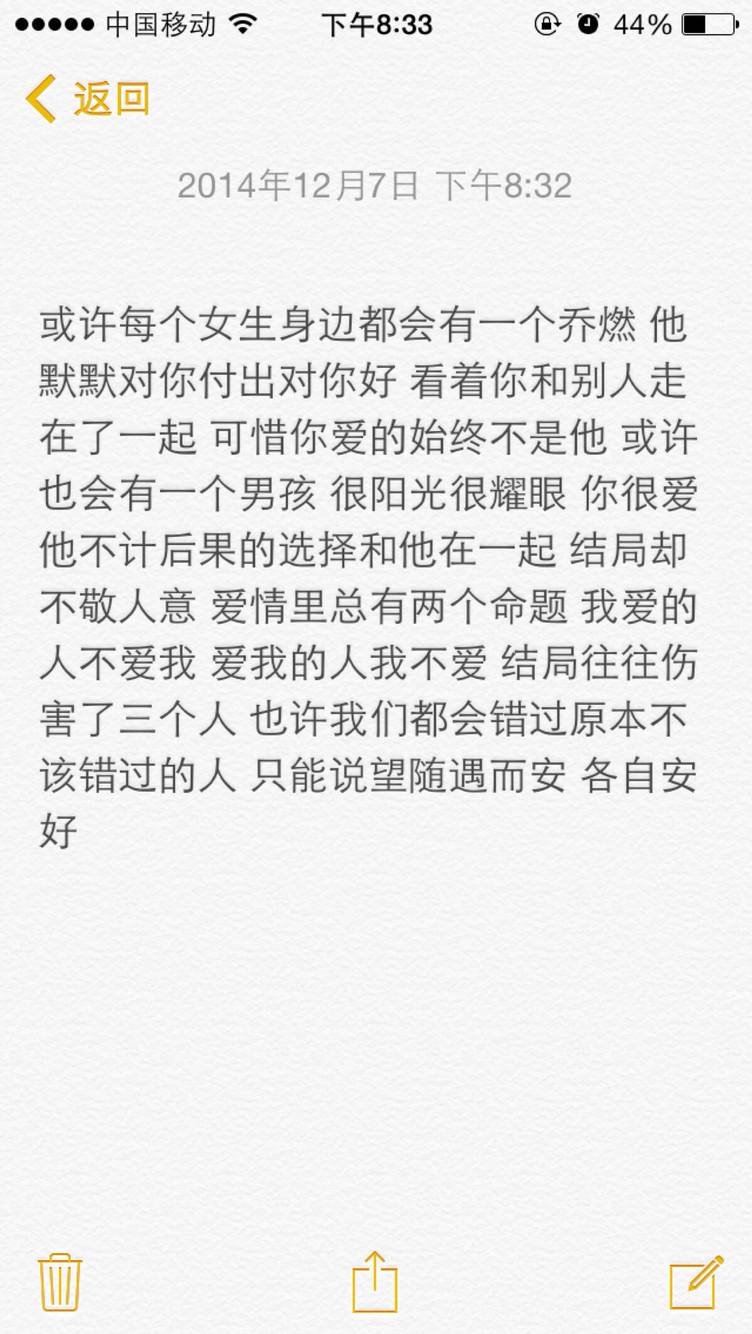 中国移动 下午8:33 44%
返回
2014年12月7日 下午8:32
或许每个女生身边都会有一个乔燃 他
默默对你付出对你好 看着你和别人走
在了一起 可惜你爱的始终不是他 或许
也会有一个男孩 很阳光很耀眼 你很爱
他不计后果的选择和他在一起 结局却
不敬人意 爱情里总有两个命题 我爱的
人不爱我 爱我的人我不爱 结局往往伤
害了三个人 也许我们都会错过原本不
该错过的人 只能说望随遇而安 各自安
好